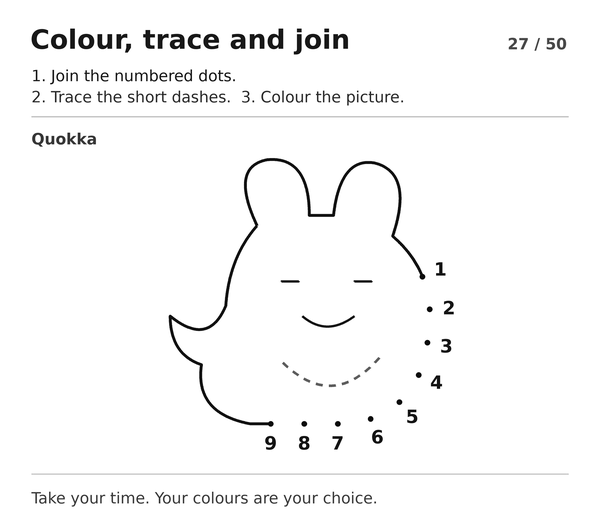 Colour, trace and join
27 / 50
1. Join the numbered dots.
2. Trace the short dashes.  3. Colour the picture.
Quokka
1
2
3
4
5
6
9 8 7
Take your time. Your colours are your choice.